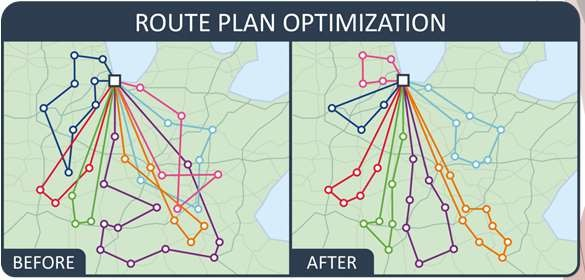 ROUTE PLAN OPTIMIZATION
BEFORE
AFTER